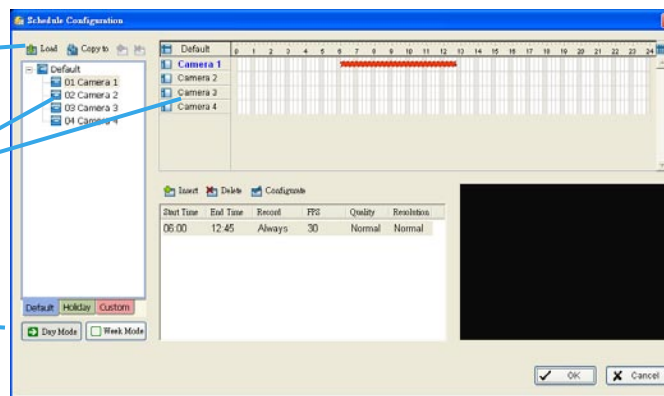 Schedule Configuration
Load Copy to
Default
01 Camera 1
02 Camera 2
03 Camera 3
04 Camera 4
Default Holiday Custom
Day Mode Week Mode
Default 0 1 2 3 4 5 6 7 8 9 10 11 12 13 14 15 16 17 18 19 20 21 22 23 24
Camera 1
Camera 2
Camera 3
Camera 4
Insert Delete Configurate
Start Time End Time Record FPS Quality Resolution
06:00 12:45 Always 30 Normal Normal
OK Cancel